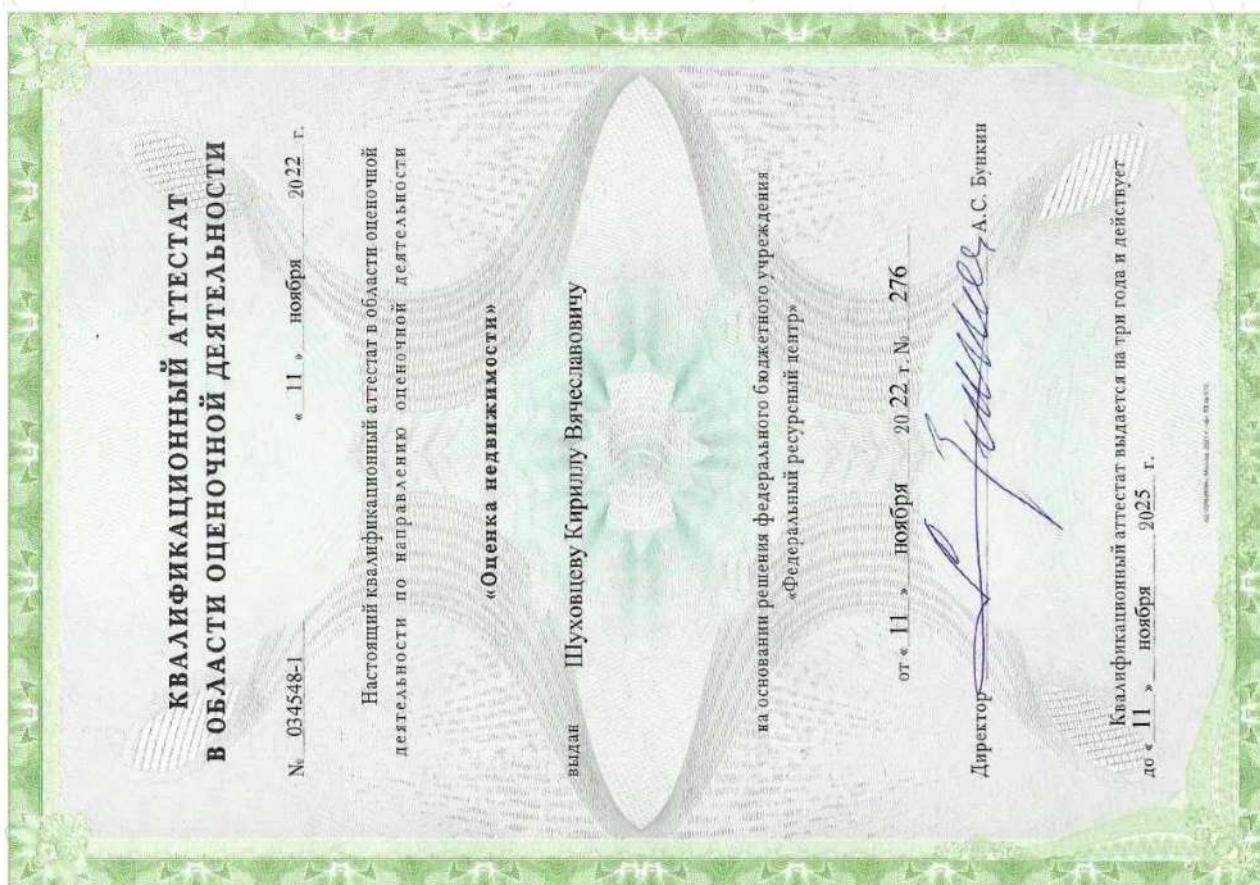 КВАЛИФИКАЦИОННЫЙ АТТЕСТАТ
В ОБЛАСТИ ОЦЕНОЧНОЙ ДЕЯТЕЛЬНОСТИ
№ 034548-1 « 11 » ноября 2022 г.
Настоящий квалификационный аттестат в области оценочной
деятельности по направлению оценочной деятельности
«Оценка недвижимости»
выдан Шуховцеву Кириллу Вячеславовичу
на основании решения федерального бюджетного учреждения
«Федеральный ресурсный центр»
от « 11 » ноября 20 22 г. № 276
Директор А.С. Бункин
Квалификационный аттестат выдается на три года и действует
до « 11 » ноября 2025 г.